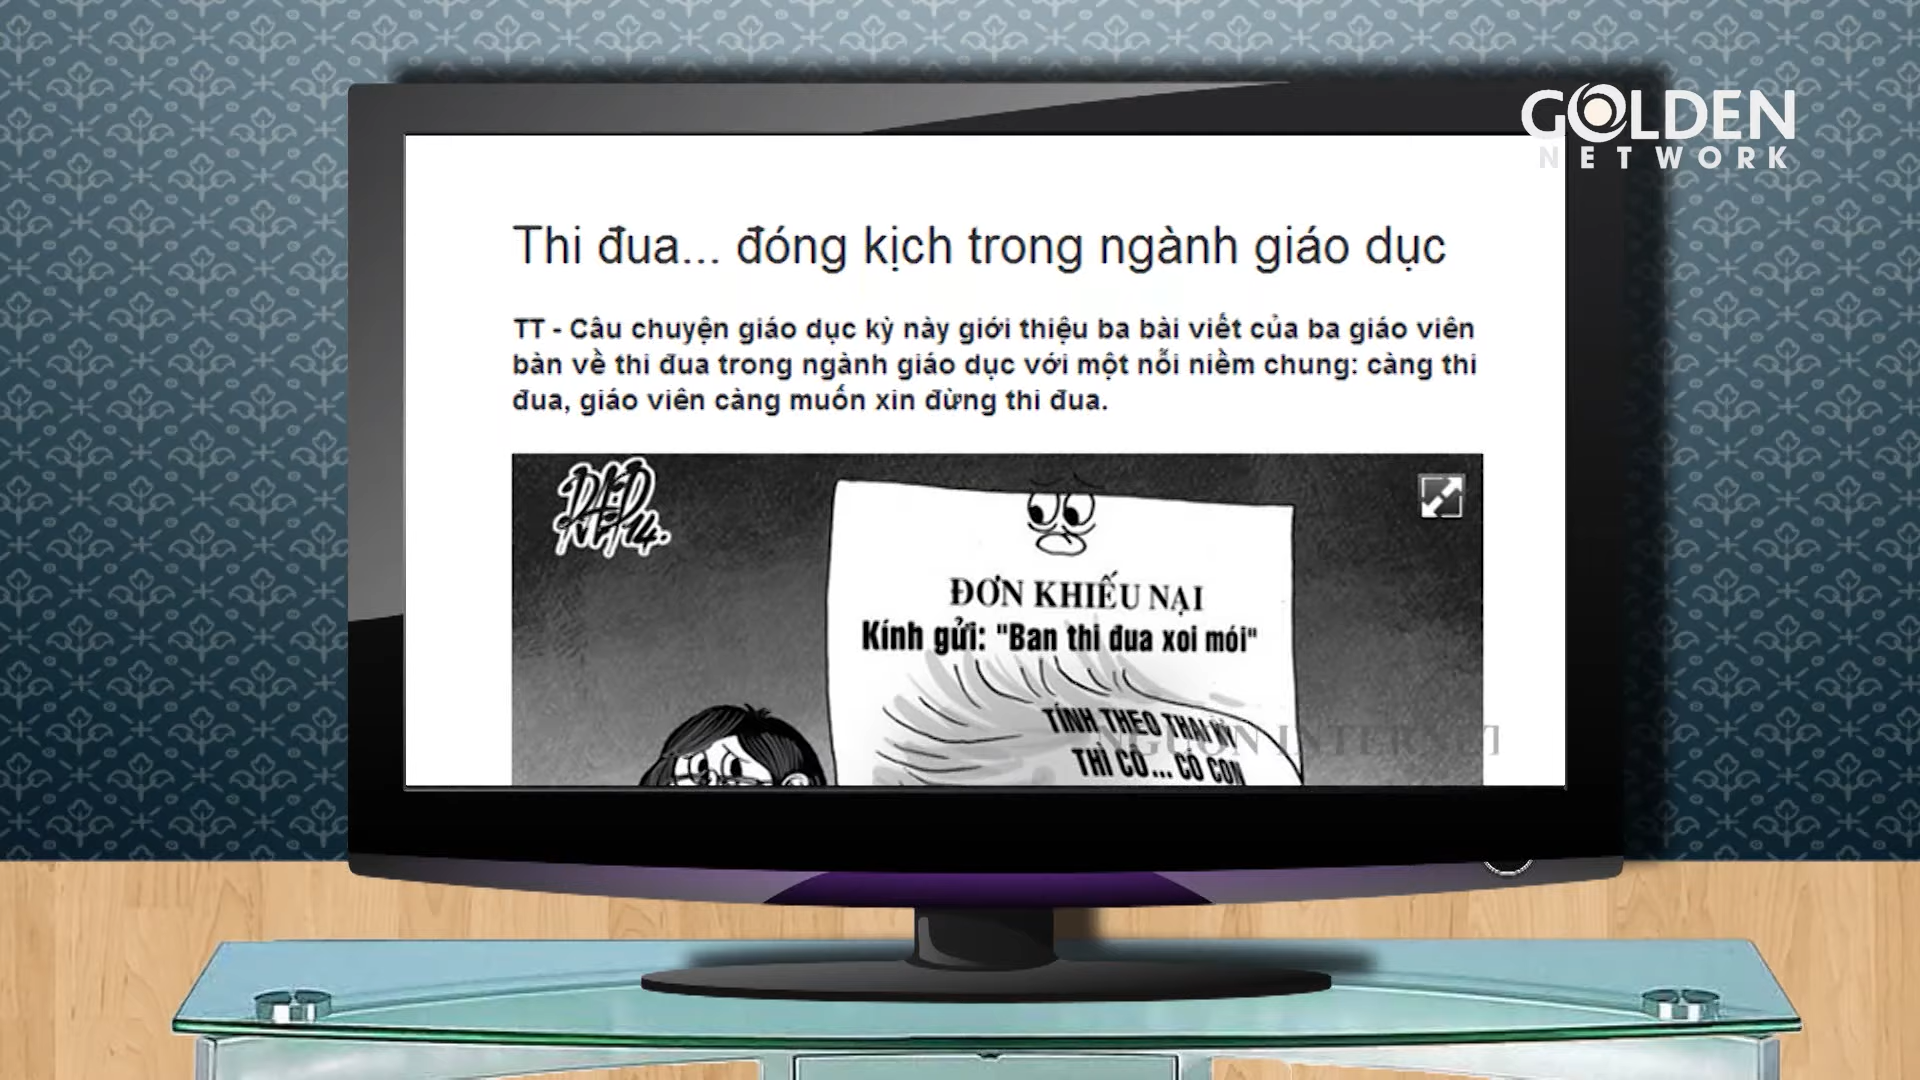 GOLDEN
NETWORK
Thi đua... đóng kịch trong ngành giáo dục
TT - Câu chuyện giáo dục kỳ này giới thiệu ba bài viết của ba giáo viên
bàn về thi đua trong ngành giáo dục với một nỗi niềm chung: càng thi
đua, giáo viên càng muốn xin đừng thi đua.
ĐƠN KHIẾU NẠI
Kính gửi: "Ban thi đua xoi mói"
TÍNH THEO THAI KỲ
THÌ CÔ... CÓ CON
NGUỒN INTERNET